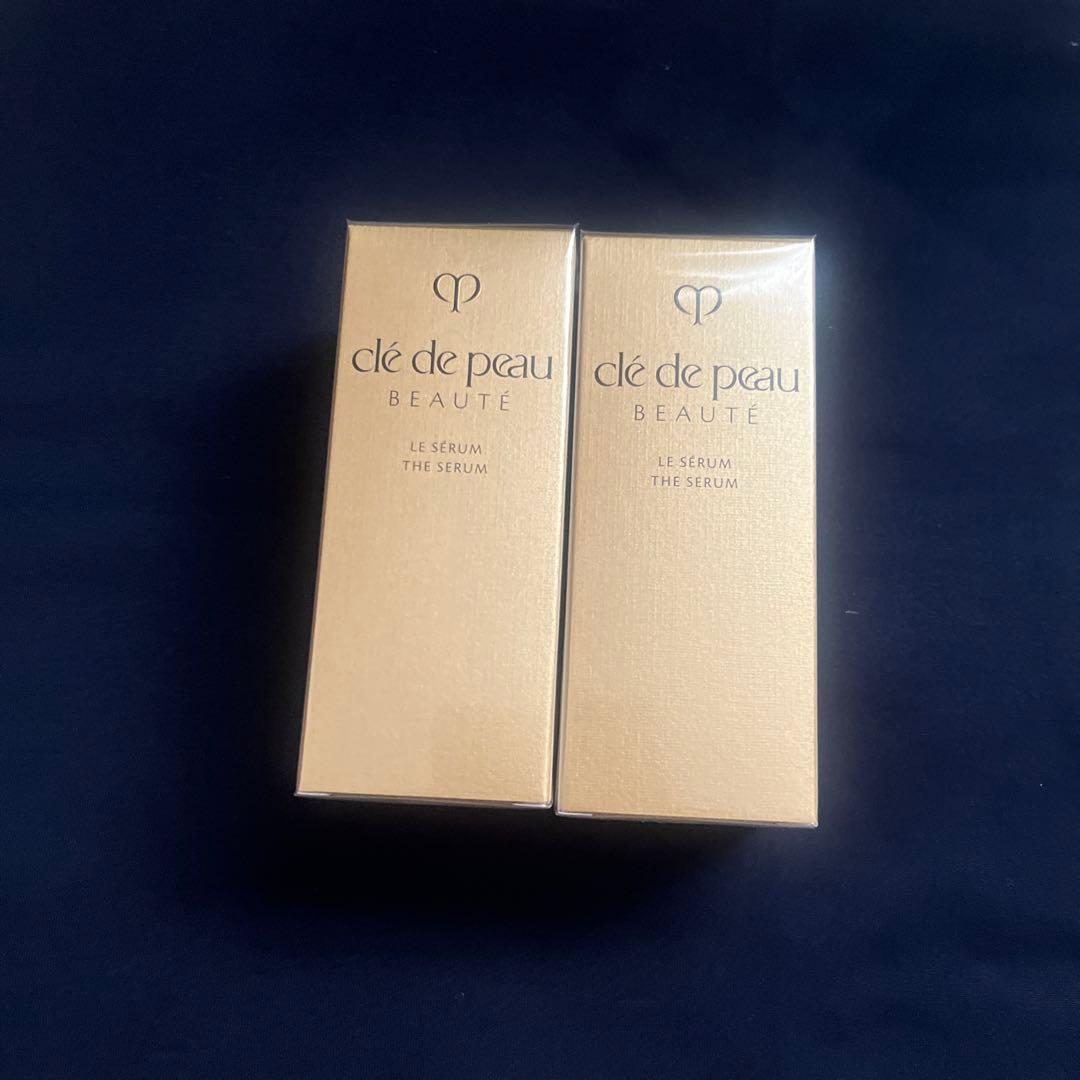 clé de peau
BEAUTÉ
LE SÉRUM
THE SERUM
clé de peau
BEAUTÉ
LE SÉRUM
THE SERUM